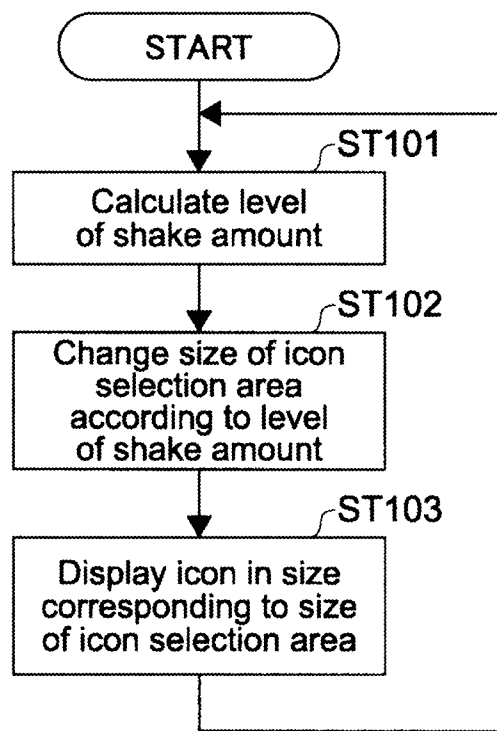 START
ST101
Calculate level
of shake amount
ST102
Change size of icon
selection area
according to level
of shake amount
ST103
Display icon in size
corresponding to size
of icon selection area